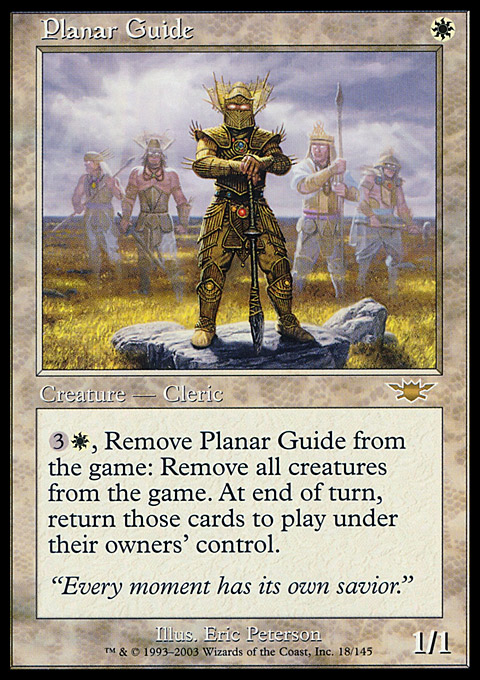 Planar Guide
Creature — Cleric
3, Remove Planar Guide from
the game: Remove all creatures
from the game. At end of turn,
return those cards to play under
their owners' control.
“Every moment has its own savior.”
Illus. Eric Peterson
™ & © 1993–2003 Wizards of the Coast, Inc. 18/145
1/1